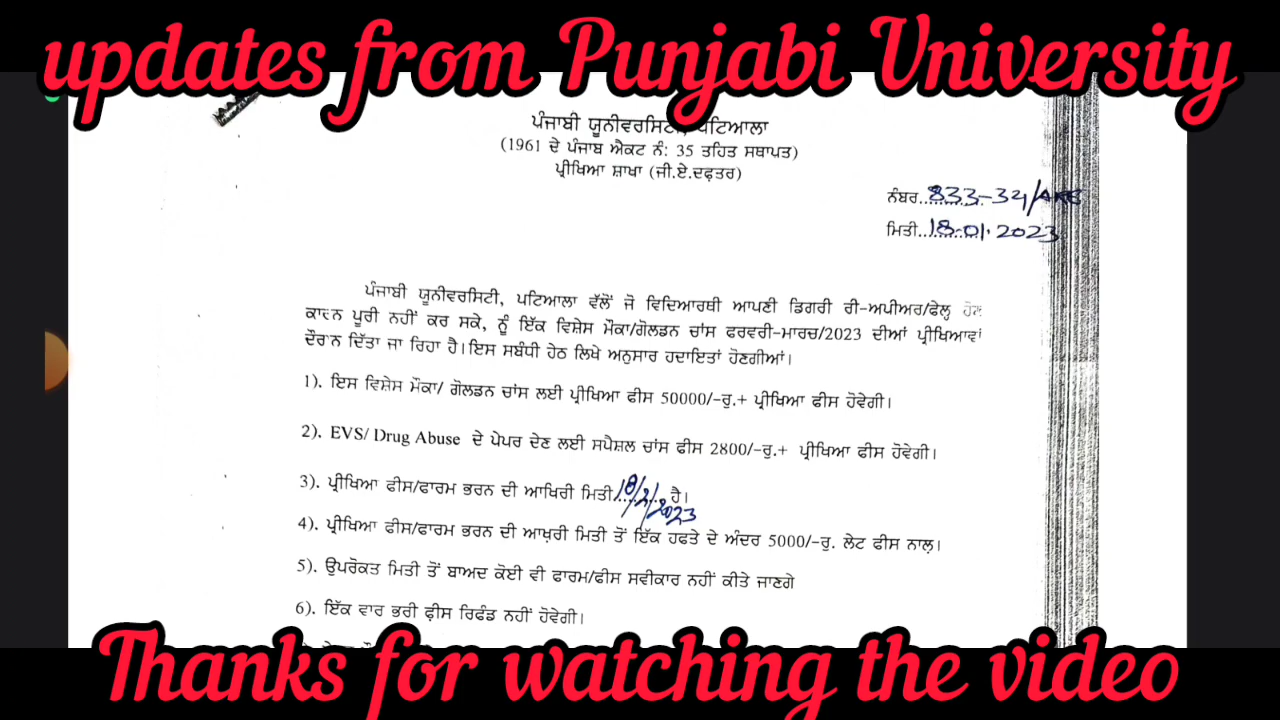 updates from Punjabi University
ਪੰਜਾਬੀ ਯੂਨੀਵਰਸਿਟੀ, ਪਟਿਆਲਾ
(1961 ਦੇ ਪੰਜਾਬ ਐਕਟ ਨੰ: 35 ਤਹਿਤ ਸਥਾਪਤ)
ਪ੍ਰੀਖਿਆ ਸ਼ਾਖਾ (ਜੀ.ਏ.ਦਫ਼ਤਰ)
ਨੰਬਰ..833-34/
ਮਿਤੀ..18.01.2023
ਪੰਜਾਬੀ ਯੂਨੀਵਰਸਿਟੀ, ਪਟਿਆਲਾ ਵੱਲੋਂ ਜੋ ਵਿਦਿਆਰਥੀ ਆਪਣੀ ਡਿਗਰੀ ਰੀ-ਅਪੀਅਰ/ਫੇਲ੍ਹ ਹੋਣ
ਕਾਰਨ ਪੂਰੀ ਨਹੀਂ ਕਰ ਸਕੇ, ਨੂੰ ਇੱਕ ਵਿਸ਼ੇਸ ਮੌਕਾ/ਗੋਲਡਨ ਚਾਂਸ ਫਰਵਰੀ-ਮਾਰਚ/2023 ਦੀਆਂ ਪ੍ਰੀਖਿਆਵਾਂ
ਦੌਰਾਨ ਦਿੱਤਾ ਜਾ ਰਿਹਾ ਹੈ।ਇਸ ਸਬੰਧੀ ਹੇਠ ਲਿਖੇ ਅਨੁਸਾਰ ਹਦਾਇਤਾਂ ਹੋਣਗੀਆਂ।
1). ਇਸ ਵਿਸ਼ੇਸ ਮੌਕਾ/ ਗੋਲਡਨ ਚਾਂਸ ਲਈ ਪ੍ਰੀਖਿਆ ਫੀਸ 50000/-ਰੁ.+ ਪ੍ਰੀਖਿਆ ਫੀਸ ਹੋਵੇਗੀ।
2). EVS/ Drug Abuse ਦੇ ਪੇਪਰ ਦੇਣ ਲਈ ਸਪੈਸ਼ਲ ਚਾਂਸ ਫੀਸ 2800/-ਰੁ.+ ਪ੍ਰੀਖਿਆ ਫੀਸ ਹੋਵੇਗੀ।
3). ਪ੍ਰੀਖਿਆ ਫੀਸ/ਫਾਰਮ ਭਰਨ ਦੀ ਆਖਿਰੀ ਮਿਤੀ 18/2/2023 ਹੈ।
4). ਪ੍ਰੀਖਿਆ ਫੀਸ/ਫਾਰਮ ਭਰਨ ਦੀ ਆਖ਼ਰੀ ਮਿਤੀ ਤੋਂ ਇੱਕ ਹਫਤੇ ਦੇ ਅੰਦਰ 5000/-ਰੁ. ਲੇਟ ਫੀਸ ਨਾਲ਼।
5). ਉਪਰੋਕਤ ਮਿਤੀ ਤੋਂ ਬਾਅਦ ਕੋਈ ਵੀ ਫਾਰਮ/ਫੀਸ ਸਵੀਕਾਰ ਨਹੀਂ ਕੀਤੇ ਜਾਣਗੇ
6). ਇੱਕ ਵਾਰ ਭਰੀ ਫ਼ੀਸ ਰਿਫੰਡ ਨਹੀਂ ਹੋਵੇਗੀ।
Thanks for watching the video